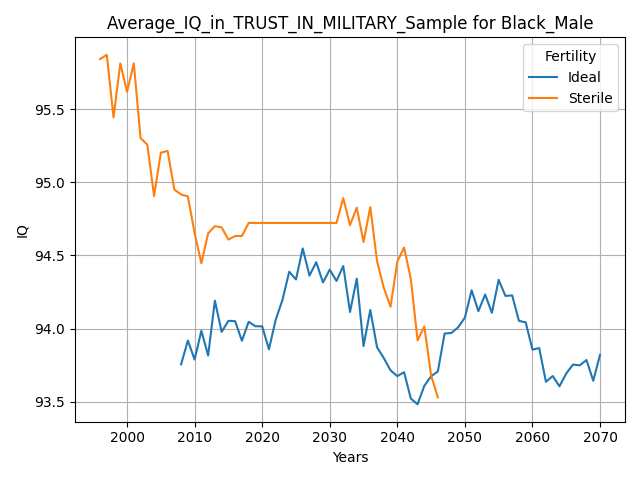 Average_IQ_in_TRUST_IN_MILITARY_Sample for Black_Male
Fertility
Ideal
Sterile
95.5
95.0
94.5
94.0
93.5
IQ
2000 2010 2020 2030 2040 2050 2060 2070
Years